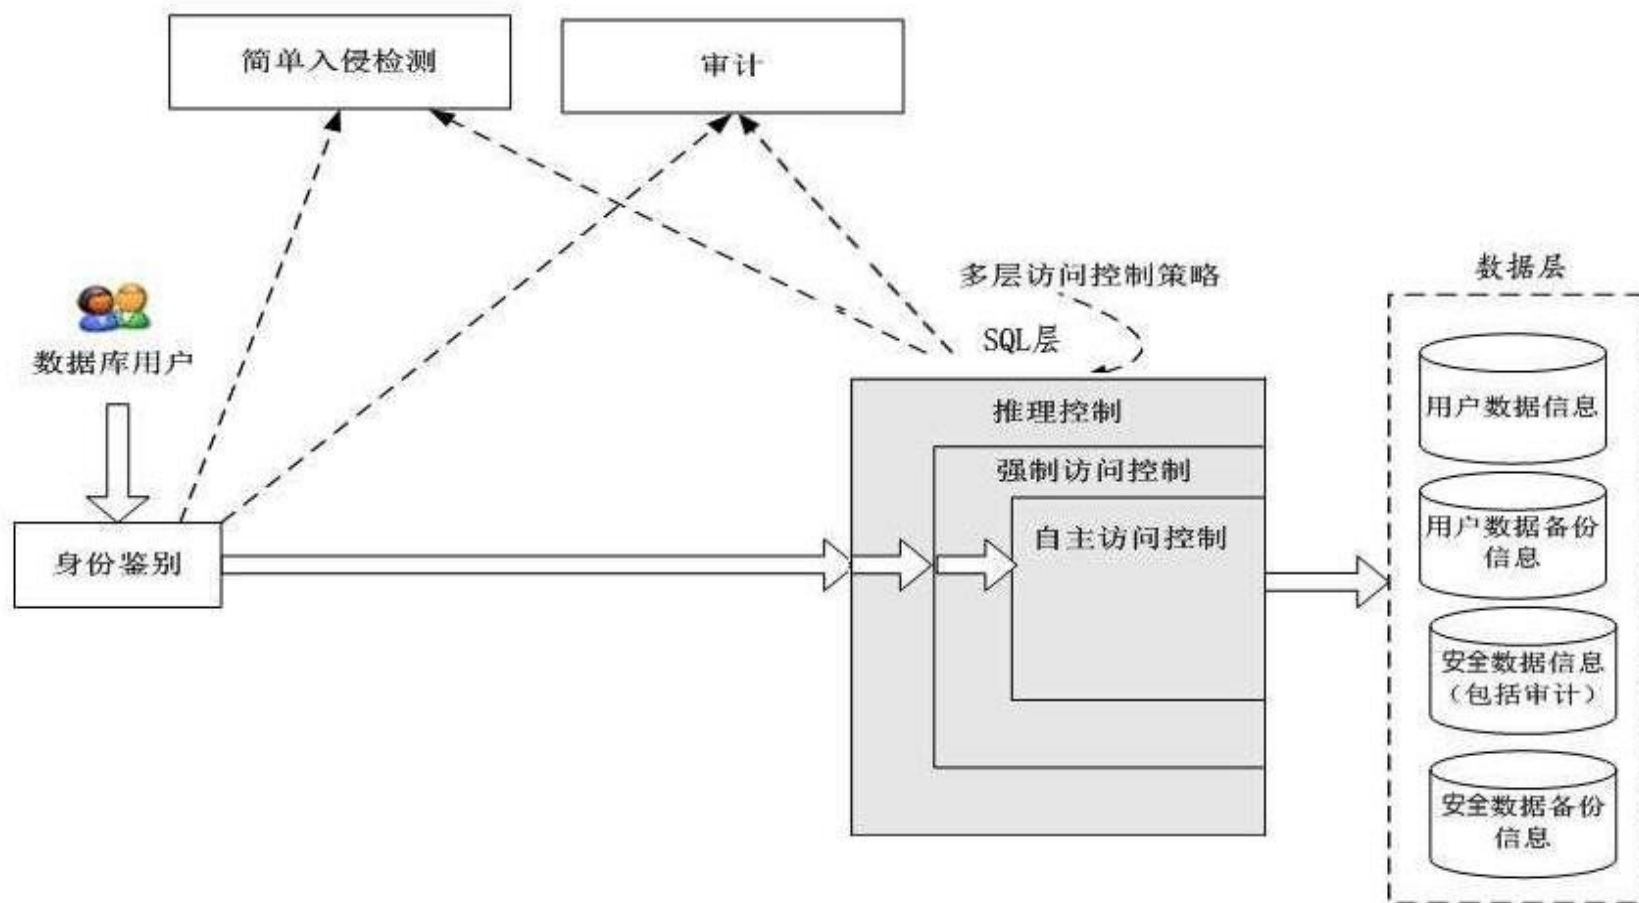 简单入侵检测
审计
多层访问控制策略
数据层
SQL层
数据库用户
推理控制
用户数据信息
强制访问控制
自主访问控制
用户数据备份
信息
身份鉴别
安全数据信息
（包括审计）
安全数据备份
信息